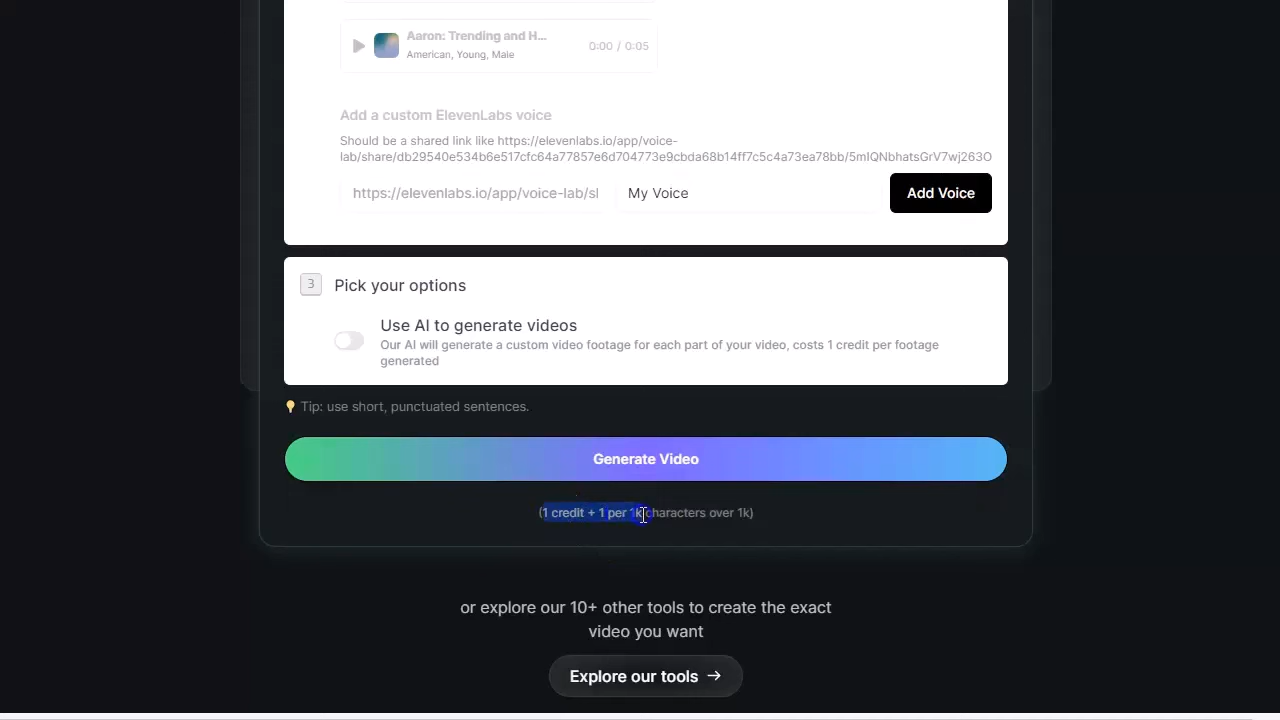 Aaron: Trending and H...
American, Young, Male
0:00 / 0:05
Add a custom ElevenLabs voice
Should be a shared link like https://elevenlabs.io/app/voice-
lab/share/db29540e534b6e517cfc64a77857e6d704773e9cbda68b14ff7c5c4a73ea78bb/5mIQNbhatsGrV7wj263O
https://elevenlabs.io/app/voice-lab/sl
My Voice
Add Voice
3
Pick your options
Use AI to generate videos
Our AI will generate a custom video footage for each part of your video, costs 1 credit per footage
generated
Tip: use short, punctuated sentences.
Generate Video
(1 credit + 1 per 1k characters over 1k)
or explore our 10+ other tools to create the exact
video you want
Explore our tools →